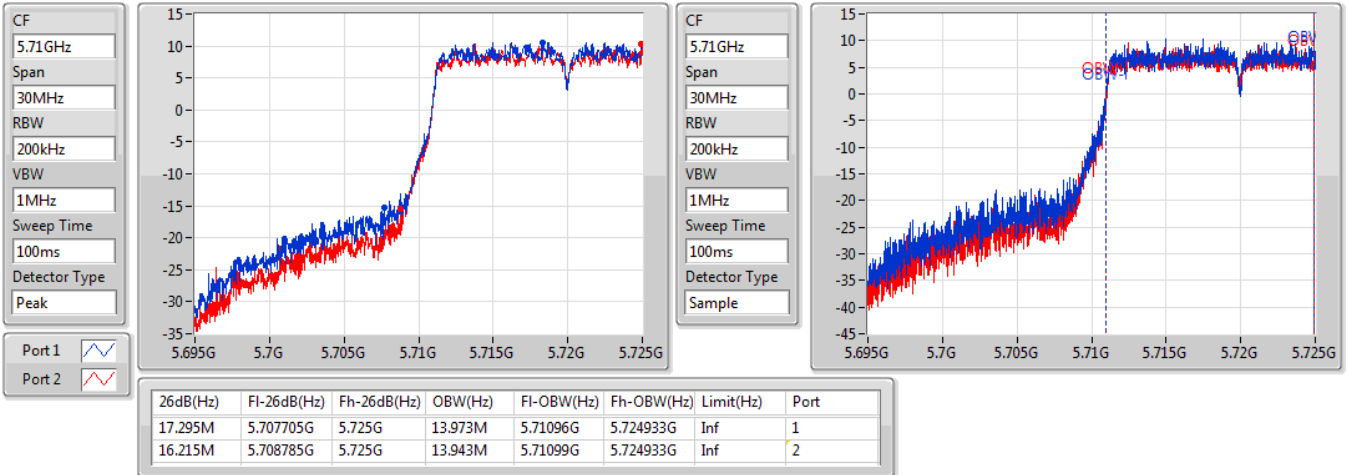 CF
5.71GHz
Span
30MHz
RBW
200kHz
VBW
1MHz
Sweep Time
100ms
Detector Type
Peak
Port 1
Port 2
15
10
5
0
-5
-10
-15
-20
-25
-30
-35
5.695G 5.7G 5.705G 5.71G 5.715G 5.72G 5.725G
CF
5.71GHz
Span
30MHz
RBW
200kHz
VBW
1MHz
Sweep Time
100ms
Detector Type
Sample
15
10
5
0
-5
-10
-15
-20
-25
-30
-35
-40
-45
5.695G 5.7G 5.705G 5.71G 5.715G 5.72G 5.725G
26dB(Hz) Fl-26dB(Hz) Fh-26dB(Hz) OBW(Hz) Fl-OBW(Hz) Fh-OBW(Hz) Limit(Hz) Port
17.295M 5.707705G 5.725G 13.973M 5.71096G 5.724933G Inf 1
16.215M 5.708785G 5.725G 13.943M 5.71099G 5.724933G Inf 2